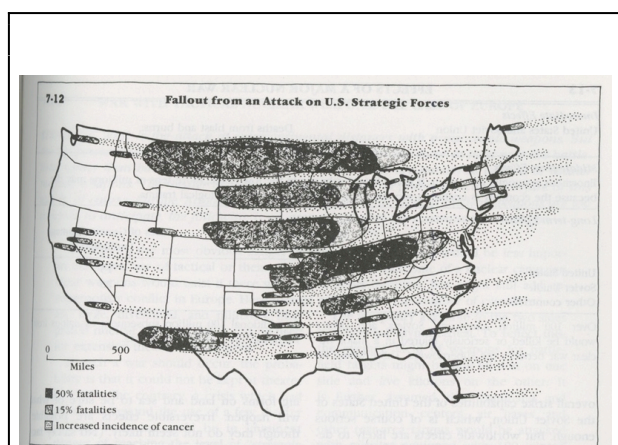 7-12
Fallout from an Attack on U.S. Strategic Forces
0 500
Miles
50% fatalities
15% fatalities
Increased incidence of cancer